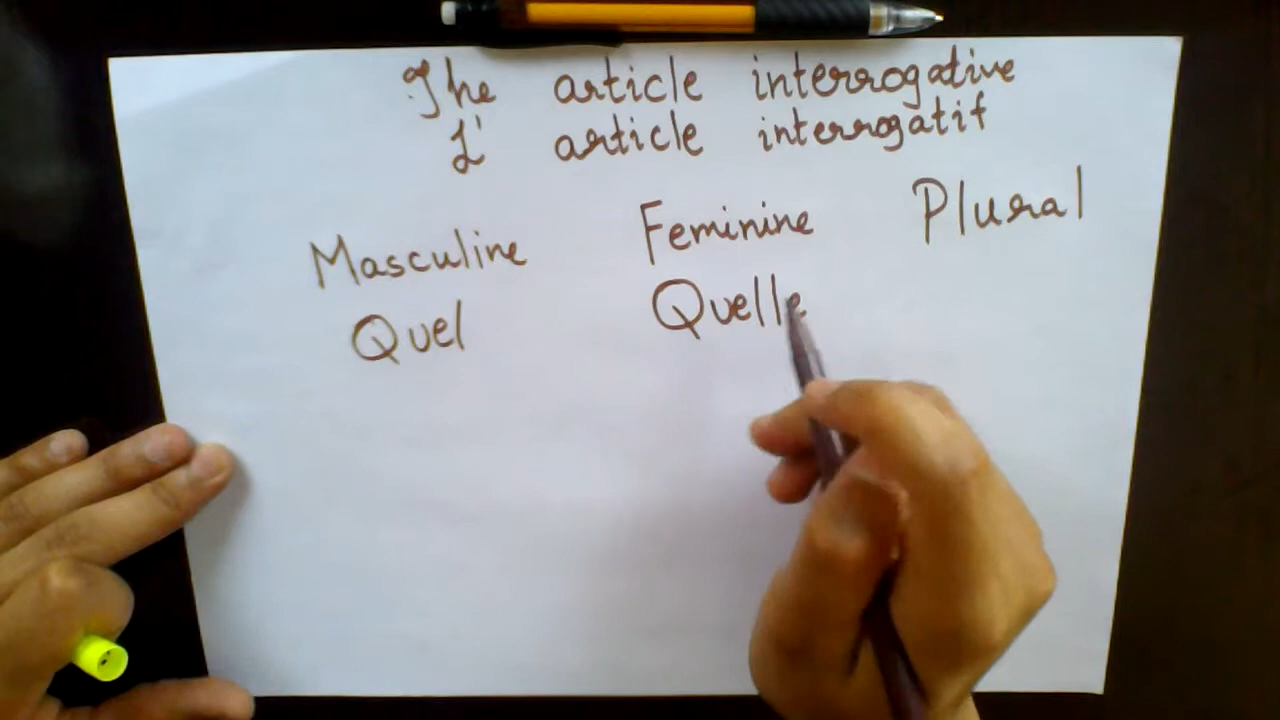 The article interrogative
L' article interrogatif
Masculine Feminine Plural
Quel Quelle